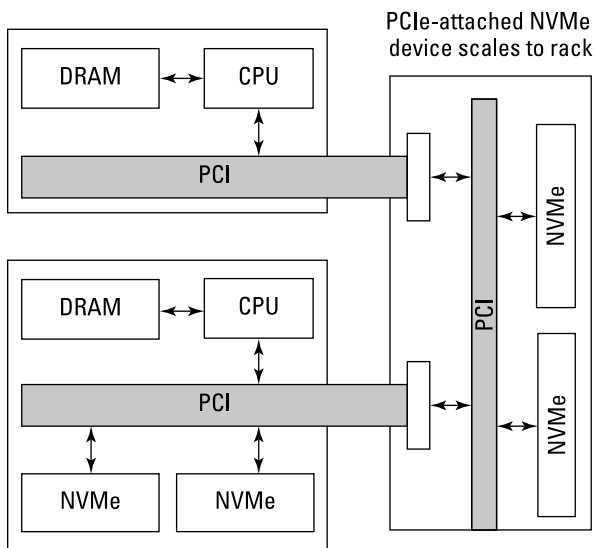 PCIe-attached NVMe
device scales to rack
DRAM
CPU
PCI
DRAM
CPU
PCI
NVMe
NVMe
PCI
NVMe
NVMe